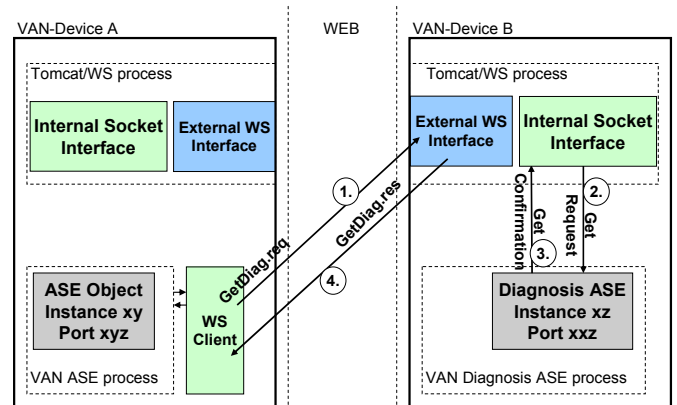 VAN-Device A
WEB
VAN-Device B
Tomcat/WS process
Tomcat/WS process
Internal Socket
Interface
External WS
Interface
External WS
Interface
Internal Socket
Interface
1.
GetDiag.req
GetDiag.res
4.
2.
Get
Request
Get
Confirmation
3.
ASE Object
Instance xy
Port xyz
WS
Client
Diagnosis ASE
Instance xz
Port xxz
VAN ASE process
VAN Diagnosis ASE process